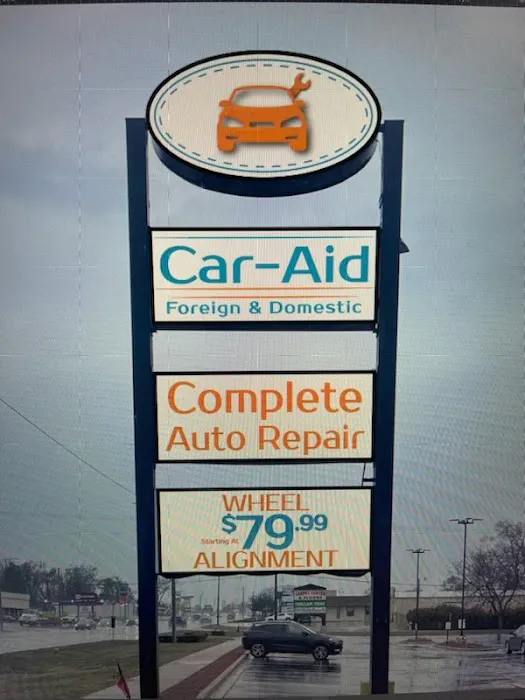 Car-Aid
Foreign & Domestic
Complete
Auto Repair
WHEEL
Starting At $79.99
ALIGNMENT